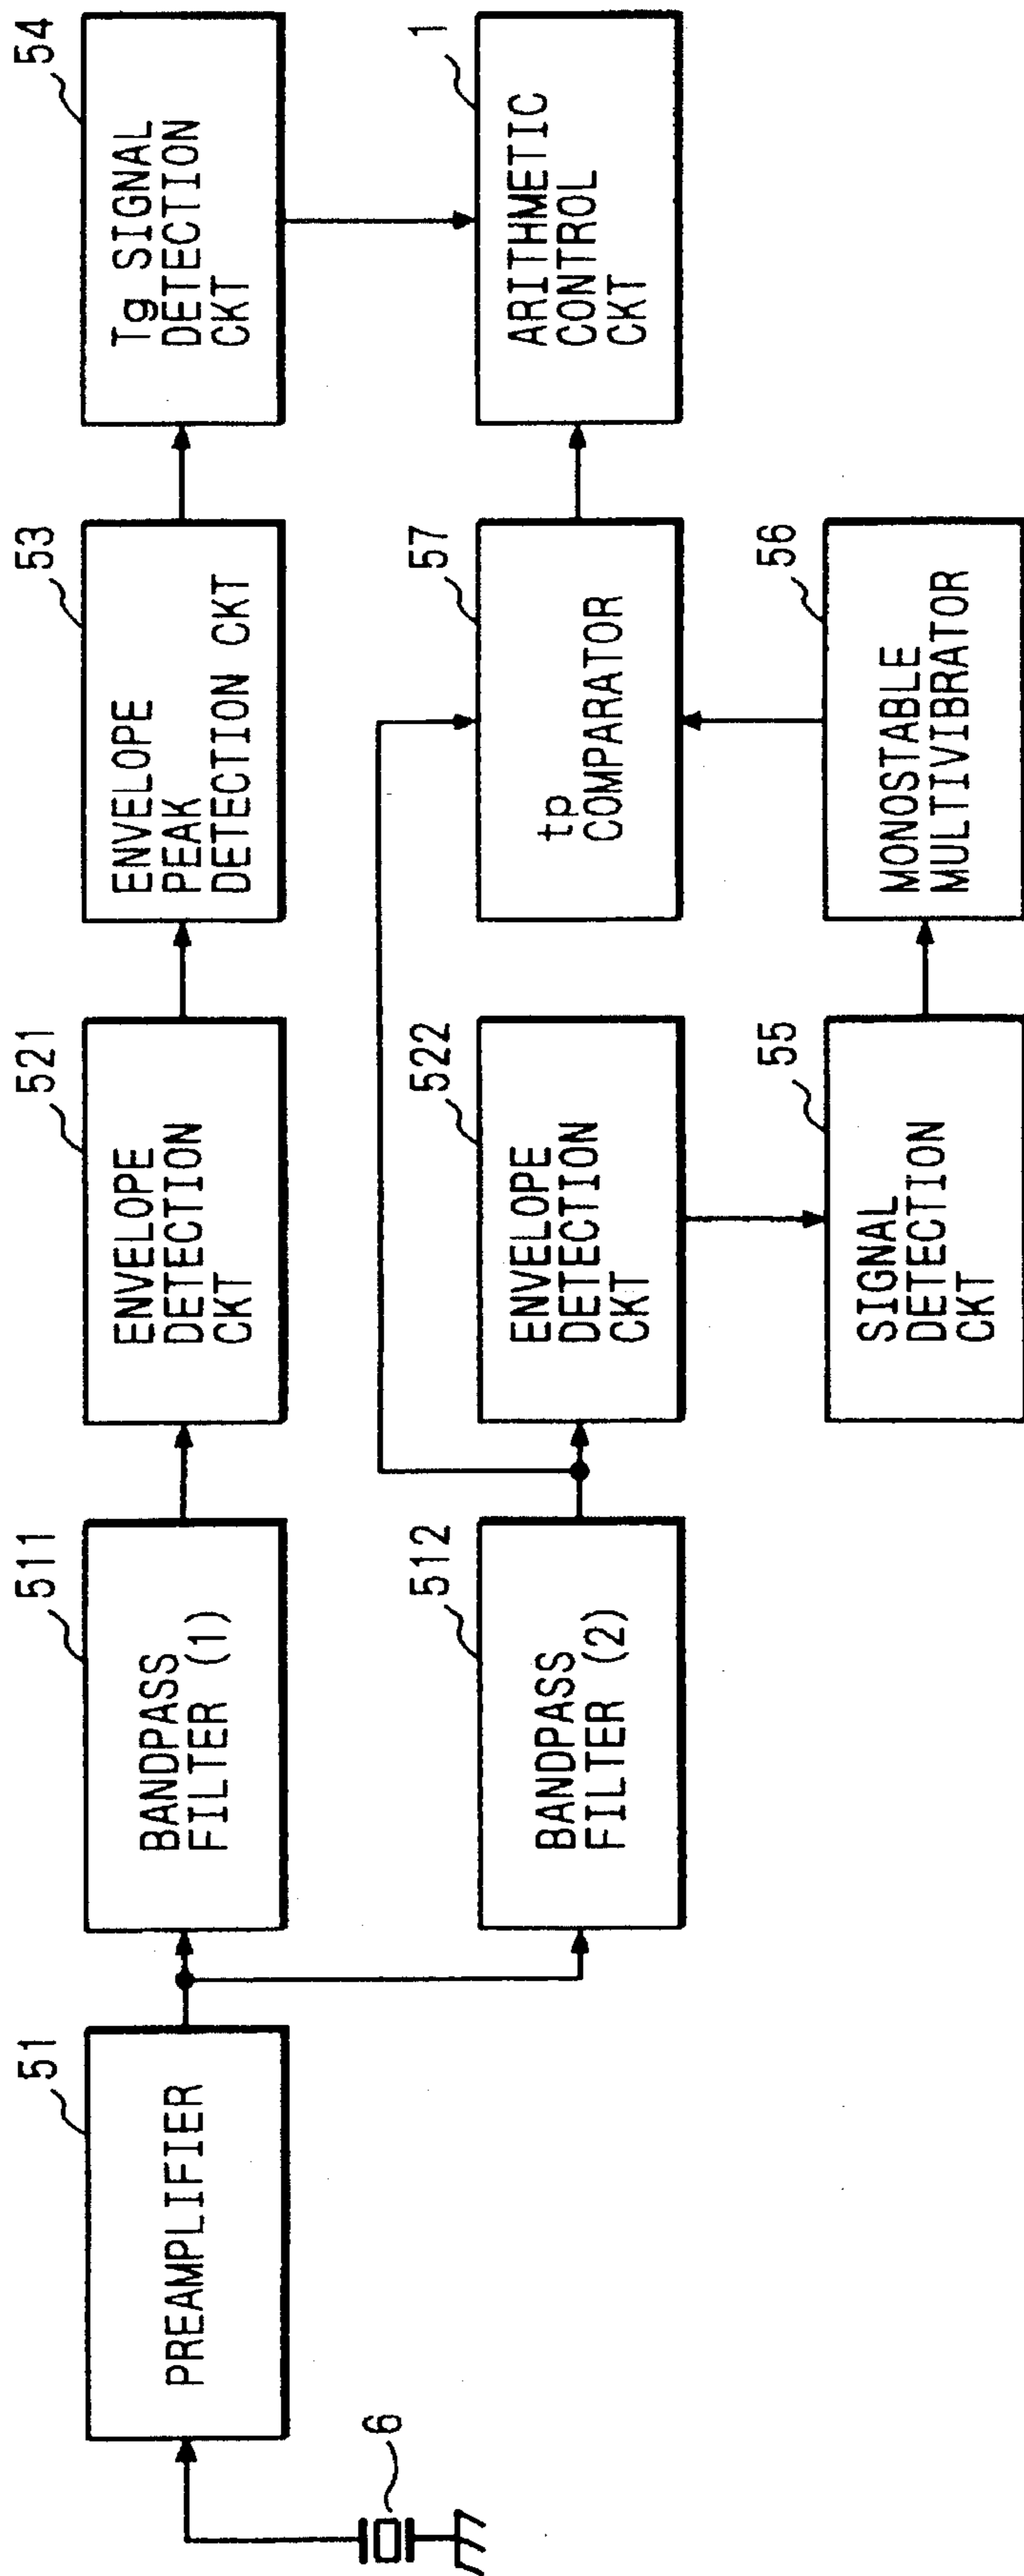 6
51
PREAMPLIFIER
511
BANDPASS
FILTER (1)
521
ENVELOPE
DETECTION
CKT
53
ENVELOPE
PEAK
DETECTION CKT
54
Tg SIGNAL
DETECTION
CKT
512
BANDPASS
FILTER (2)
522
ENVELOPE
DETECTION
CKT
57
tp
COMPARATOR
1
ARITHMETIC
CONTROL
CKT
55
SIGNAL
DETECTION
CKT
56
MONOSTABLE
MULTIVIBRATOR